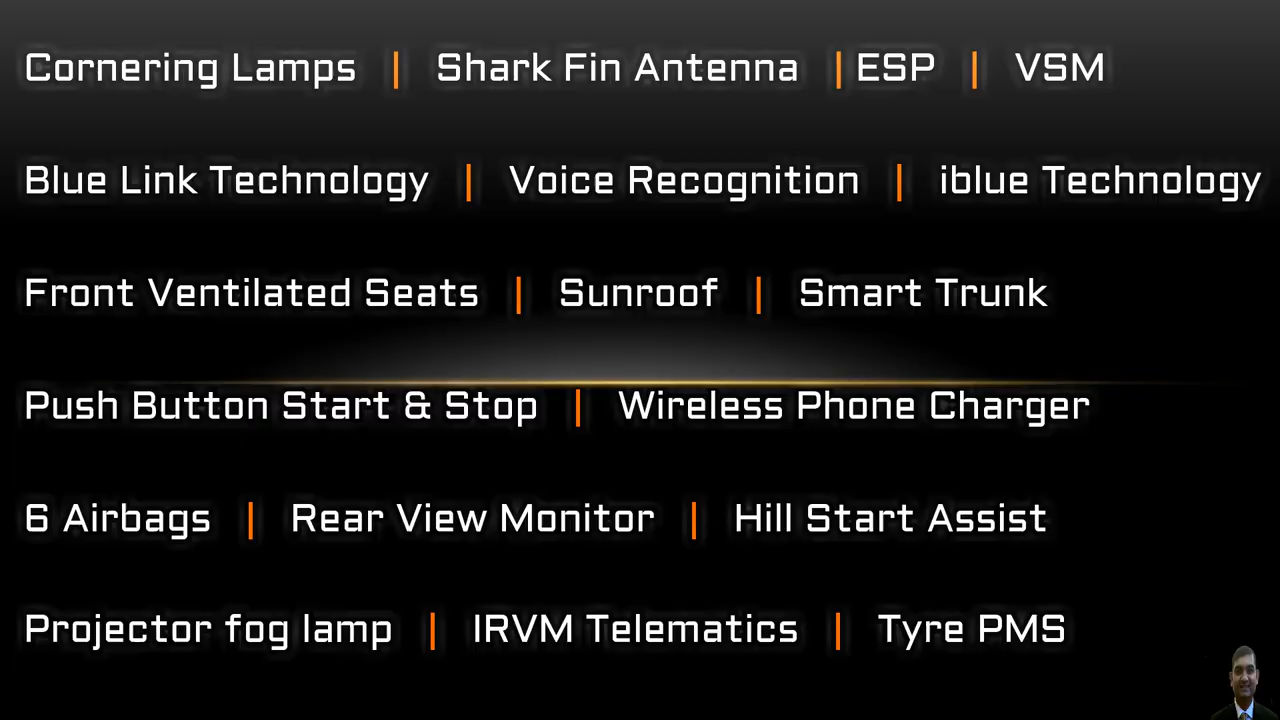 Cornering Lamps | Shark Fin Antenna | ESP | VSM
Blue Link Technology | Voice Recognition | iblue Technology
Front Ventilated Seats | Sunroof | Smart Trunk
Push Button Start & Stop | Wireless Phone Charger
6 Airbags | Rear View Monitor | Hill Start Assist
Projector fog lamp | IRVM Telematics | Tyre PMS